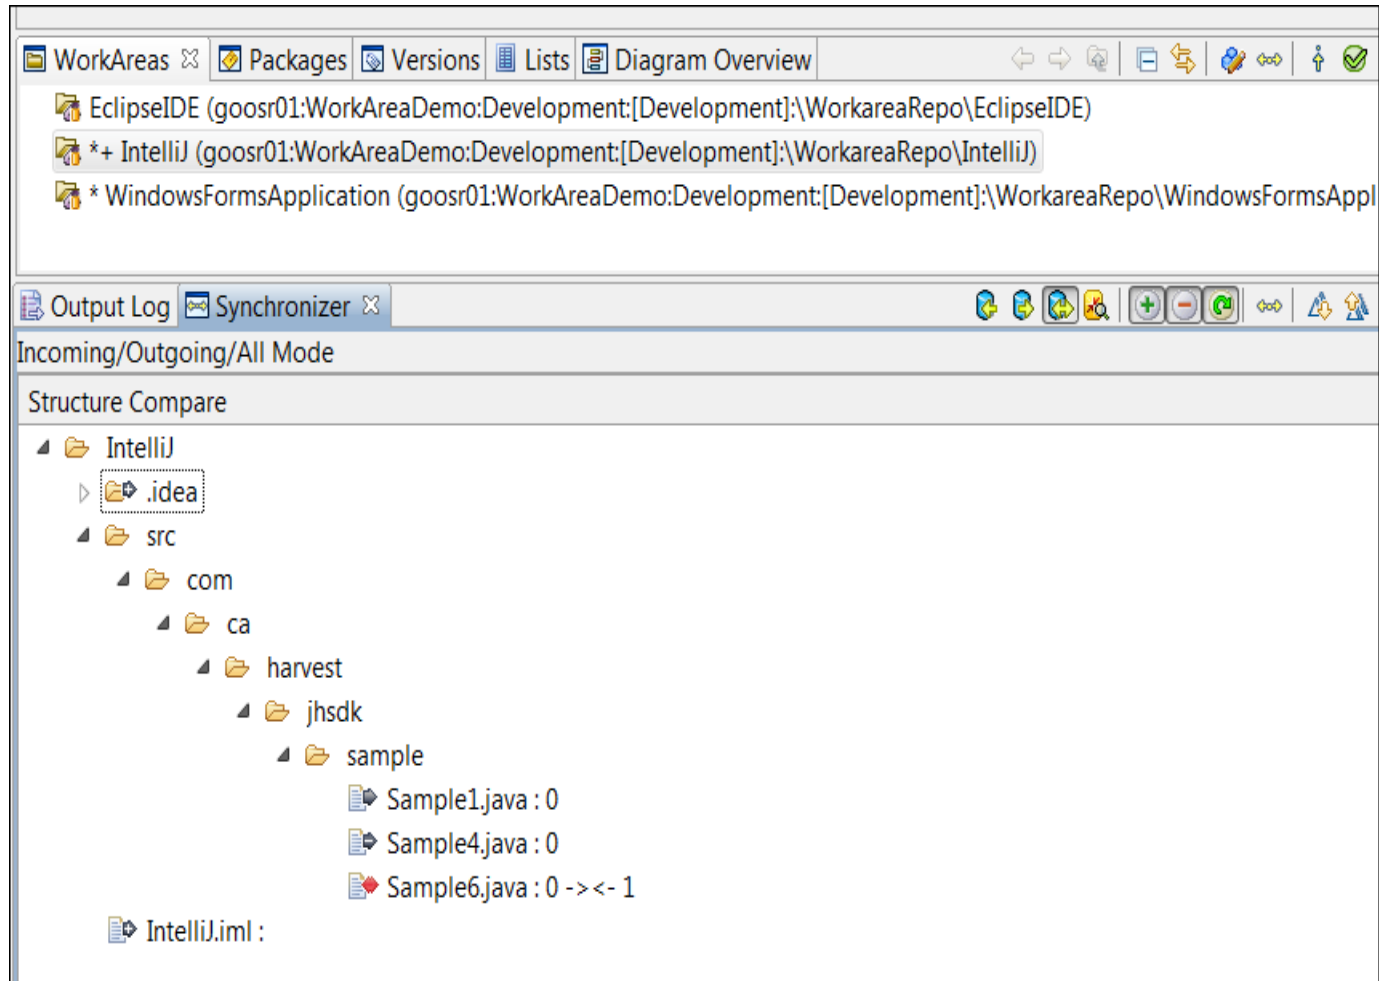 WorkAreas Packages Versions Lists Diagram Overview
EclipseIDE (goosr01:WorkAreaDemo:Development:[Development]:\WorkareaRepo\EclipseIDE)
*+ IntelliJ (goosr01:WorkAreaDemo:Development:[Development]:\WorkareaRepo\IntelliJ)
* WindowsFormsApplication (goosr01:WorkAreaDemo:Development:[Development]:\WorkareaRepo\WindowsFormsAppl
Output Log Synchronizer
Incoming/Outgoing/All Mode
Structure Compare
IntelliJ
.idea
src
com
ca
harvest
jhsdk
sample
Sample1.java : 0
Sample4.java : 0
Sample6.java : 0 -><- 1
IntelliJ.iml :